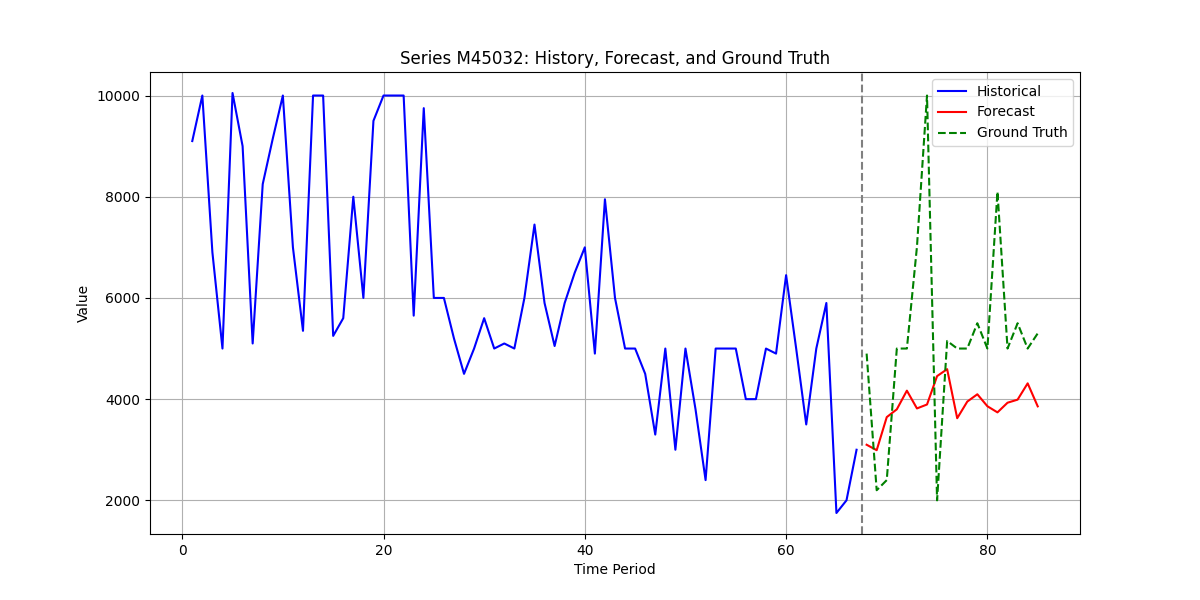 Series M45032: History, Forecast, and Ground Truth
Historical
Forecast
Ground Truth
10000
8000
6000
4000
2000
Value
0 20 40 60 80
Time Period